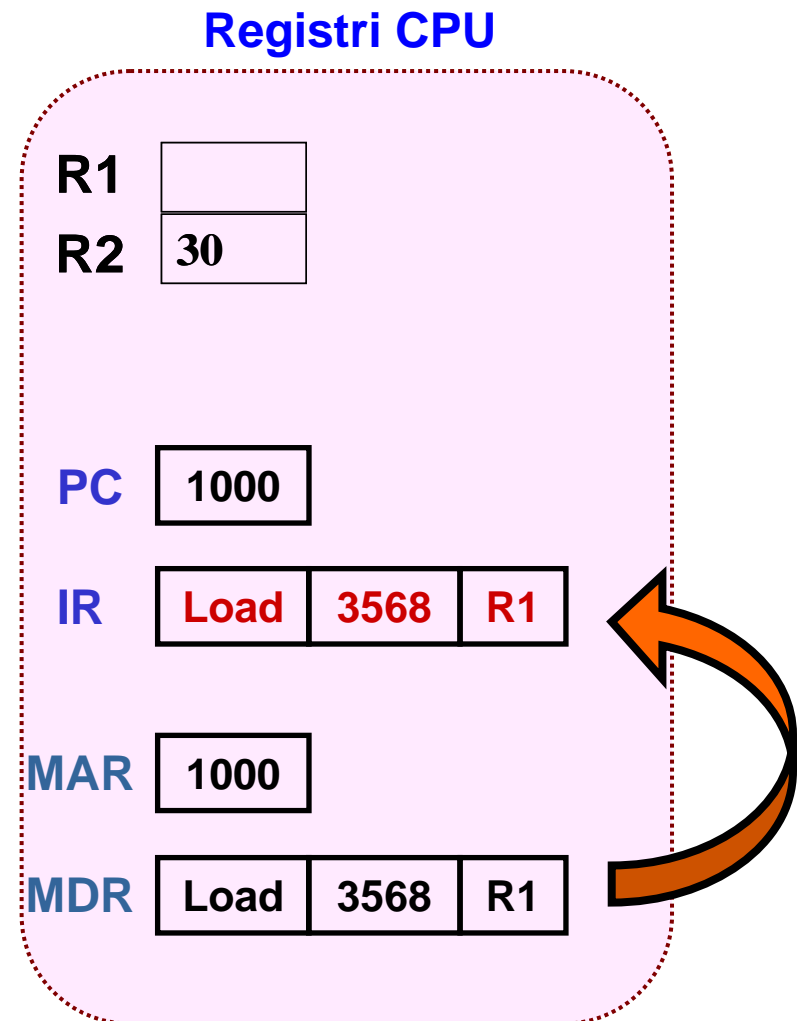 Registri CPU
R1
R2 30
PC 1000
IR Load 3568 R1
MAR 1000
MDR Load 3568 R1